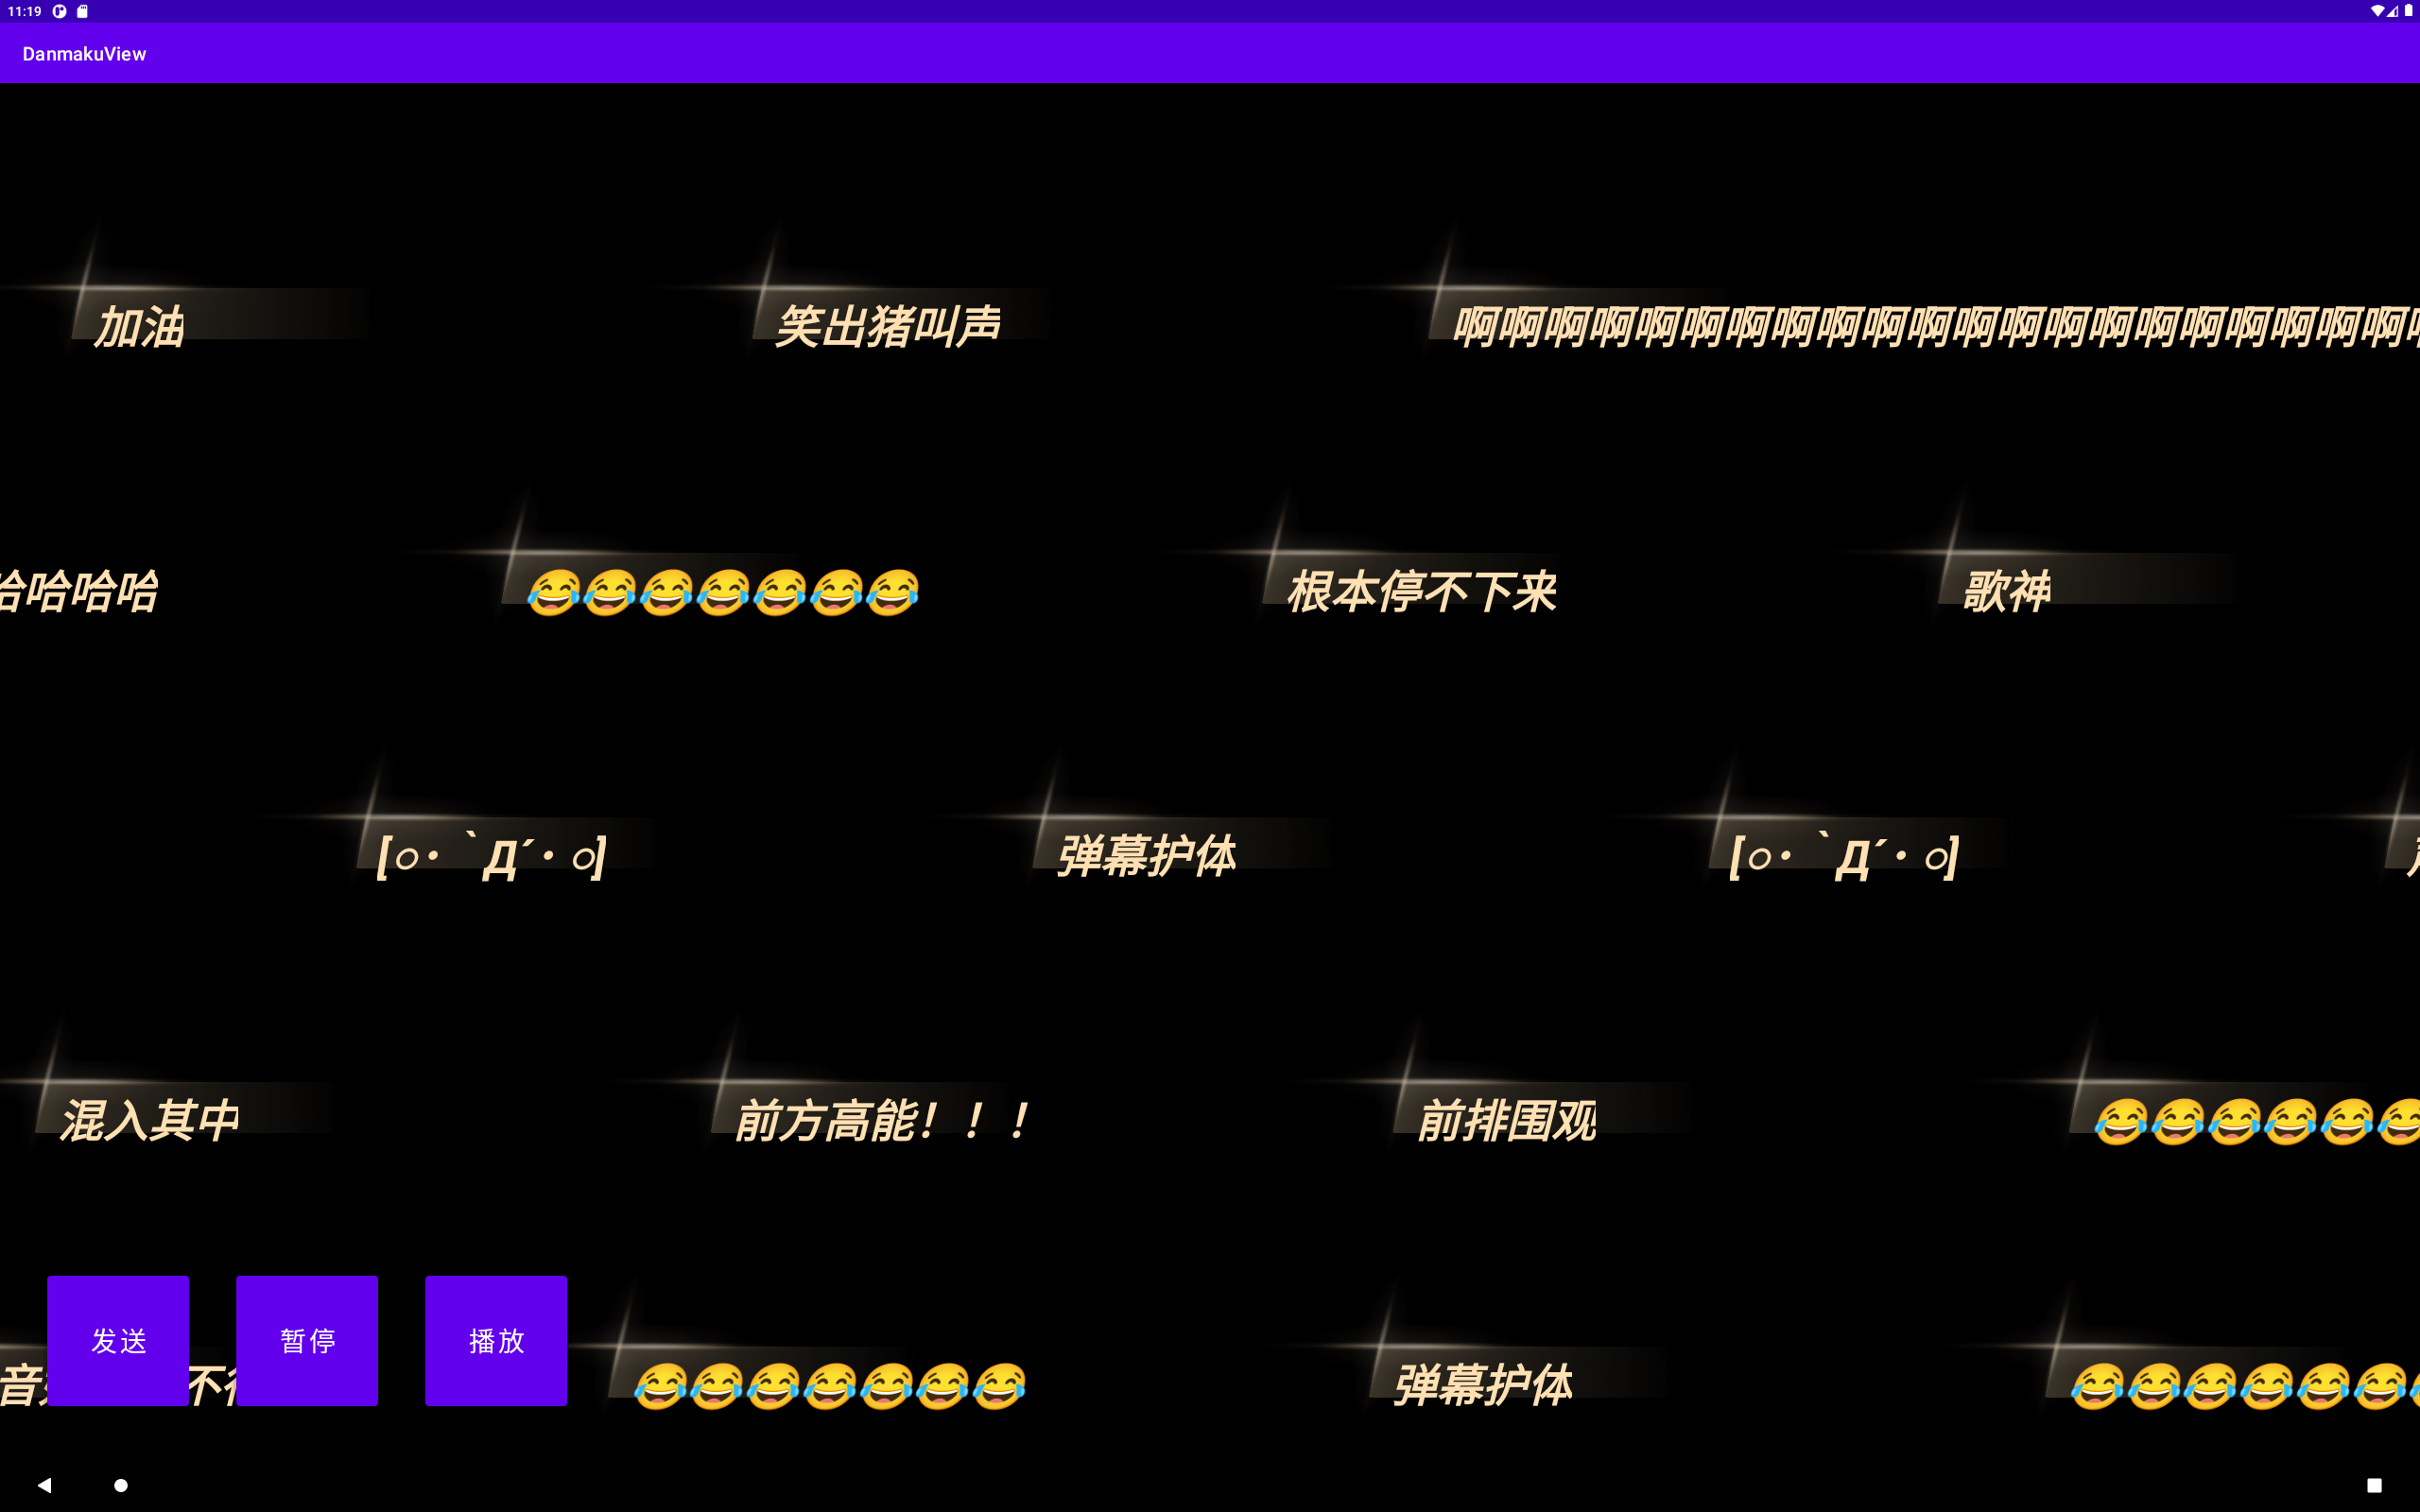 11:19
DanmakuView
加油 笑出猪叫声 啊啊啊啊啊啊啊啊啊啊啊啊啊啊啊啊啊啊啊啊啊
哈哈哈哈 😂😂😂😂😂😂😂 根本停不下来 歌神
[○･｀Д´･ ○] 弹幕护体 [○･｀Д´･ ○]
混入其中 前方高能！！！ 前排围观 😂😂😂😂😂😂
发送 暂停 播放
音 不 😂😂😂😂😂😂😂 弹幕护体 😂😂😂😂😂😂